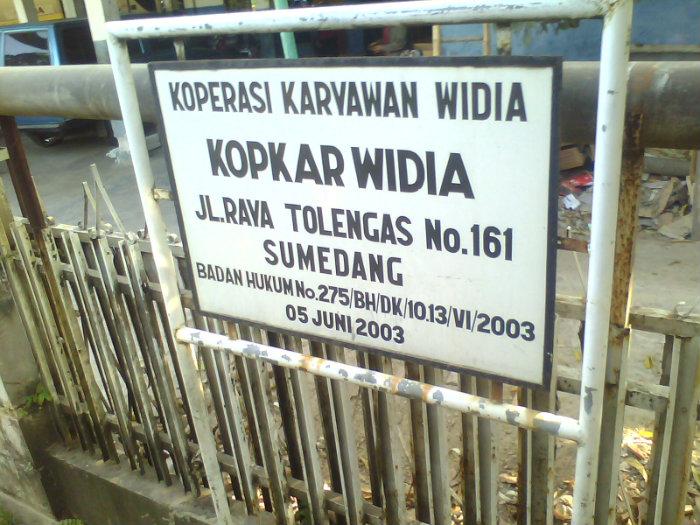 KOPERASI KARYAWAN WIDIA
KOPKAR WIDIA
JL.RAYA TOLENGAS No.161
SUMEDANG
BADAN HUKUM No.275/BH/DK/10.13/VI/2003
05 JUNI 2003